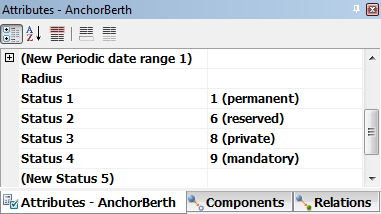 Attributes - AnchorBerth
(New Periodic date range 1)
Radius
Status 1 1 (permanent)
Status 2 6 (reserved)
Status 3 8 (private)
Status 4 9 (mandatory)
(New Status 5)
Attributes - AnchorBerth Components Relations